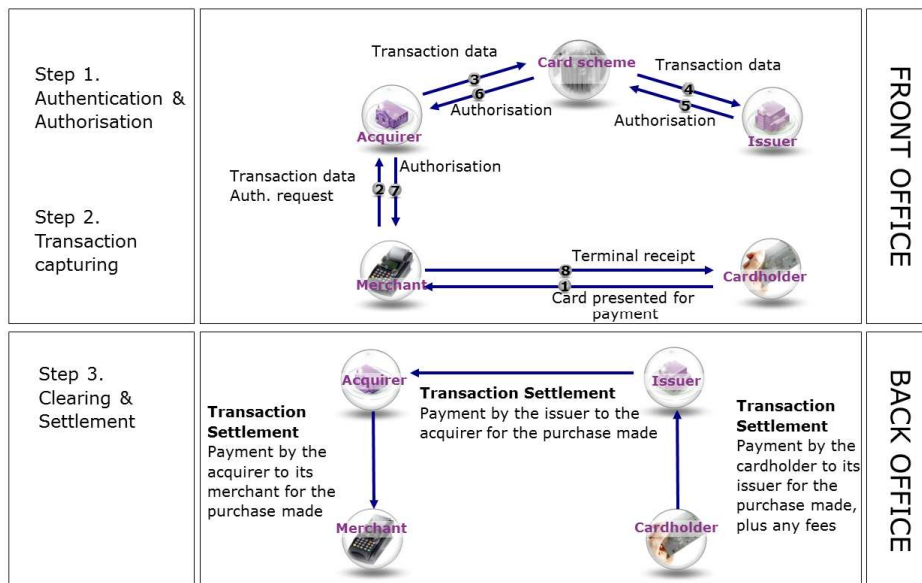 Step 1.
Authentication &
Authorisation
Step 2.
Transaction
capturing
Transaction data
Card scheme
Transaction data
3
6
4
5
Authorisation
Authorisation
Acquirer
Issuer
Transaction data
Auth. request
2
7
Authorisation
Terminal receipt
8
Merchant
Cardholder
1
Card presented for
payment
FRONT OFFICE
Step 3.
Clearing &
Settlement
Acquirer
Issuer
Transaction
Settlement
Payment by the
acquirer to its
merchant for the
purchase made
Transaction Settlement
Payment by the issuer to the
acquirer for the purchase made
Transaction
Settlement
Payment by the
cardholder to its
issuer for the
purchase made,
plus any fees
Merchant
Cardholder
BACK OFFICE